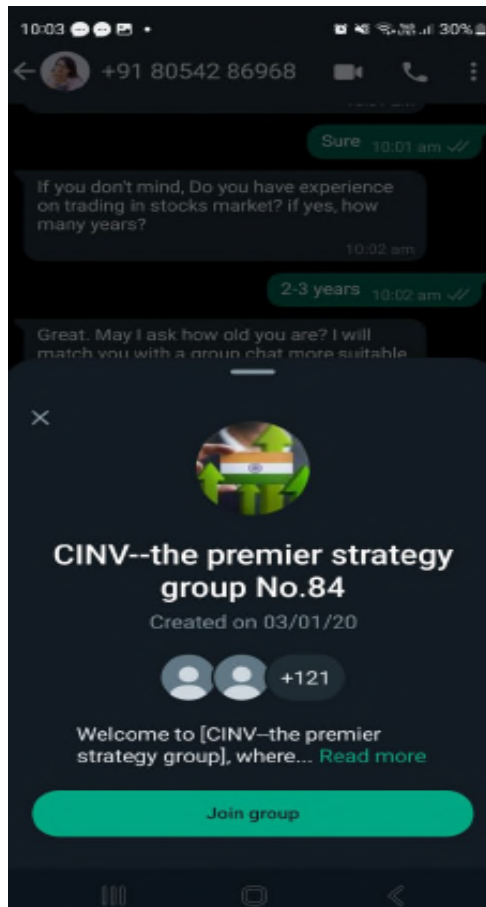 10:03
30%
+91 80542 86968
Sure 10:01 am
If you don't mind, Do you have experience
on trading in stocks market? if yes, how
many years?
10:02 am
2-3 years 10:02 am
Great. May I ask how old you are? I will
match you with a group chat more suitable
CINV--the premier strategy
group No.84
Created on 03/01/20
+121
Welcome to [CINV--the premier
strategy group], where... Read more
Join group